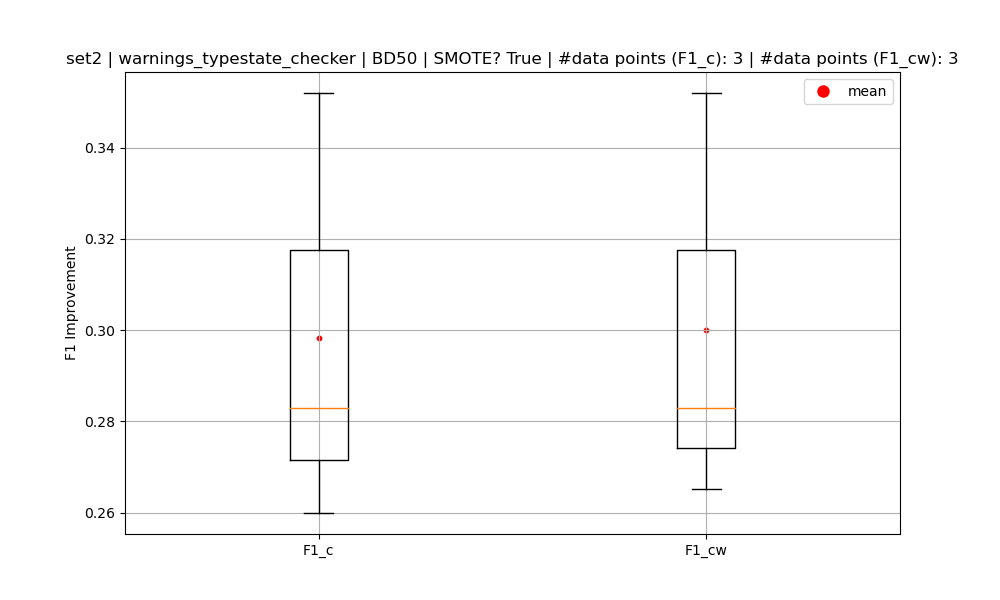 set2 | warnings_typestate_checker | BD50 | SMOTE? True | #data points (F1_c): 3 | #data points (F1_cw): 3
mean
F1 Improvement
0.34
0.32
0.30
0.28
0.26
F1_c
F1_cw